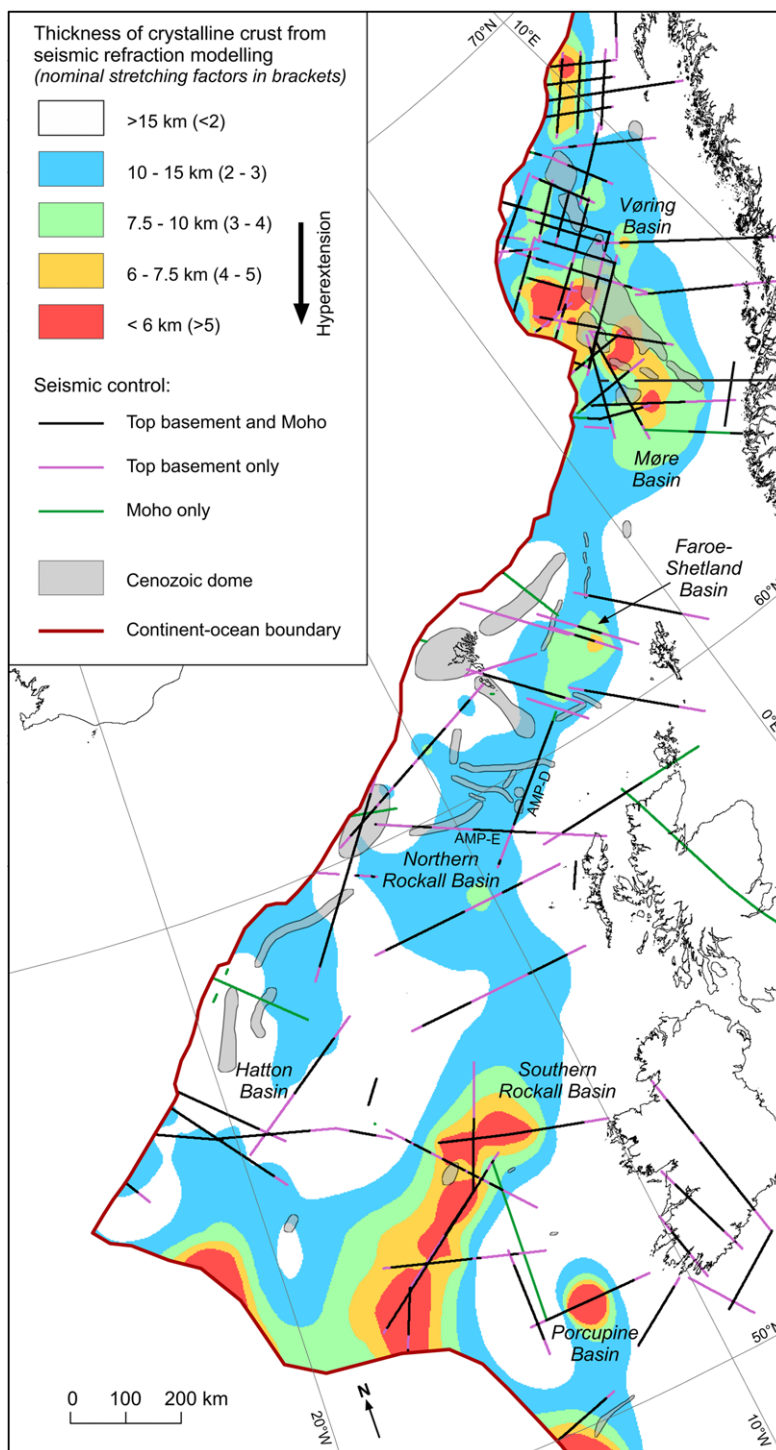 Thickness of crystalline crust from
seismic refraction modelling
(nominal stretching factors in brackets)
>15 km (<2)
10 - 15 km (2 - 3)
7.5 - 10 km (3 - 4)
6 - 7.5 km (4 - 5)
< 6 km (>5)
Hyperextension
Seismic control:
Top basement and Moho
Top basement only
Moho only
Cenozoic dome
Continent-ocean boundary
70°N
10°E
Vøring
Basin
Møre
Basin
Faroe-
Shetland
Basin
60°N
0°E
AMP-D
AMP-E
Northern
Rockall Basin
Hatton
Basin
Southern
Rockall Basin
Porcupine
Basin
50°N
0 100 200 km
N
20°W
10°W